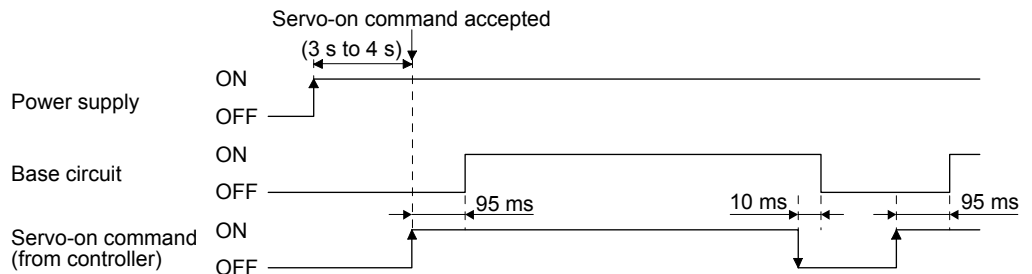 Servo-on command accepted
(3 s to 4 s)
ON
Power supply
OFF
ON
Base circuit
OFF
95 ms
10 ms
95 ms
Servo-on command
ON
(from controller)
OFF